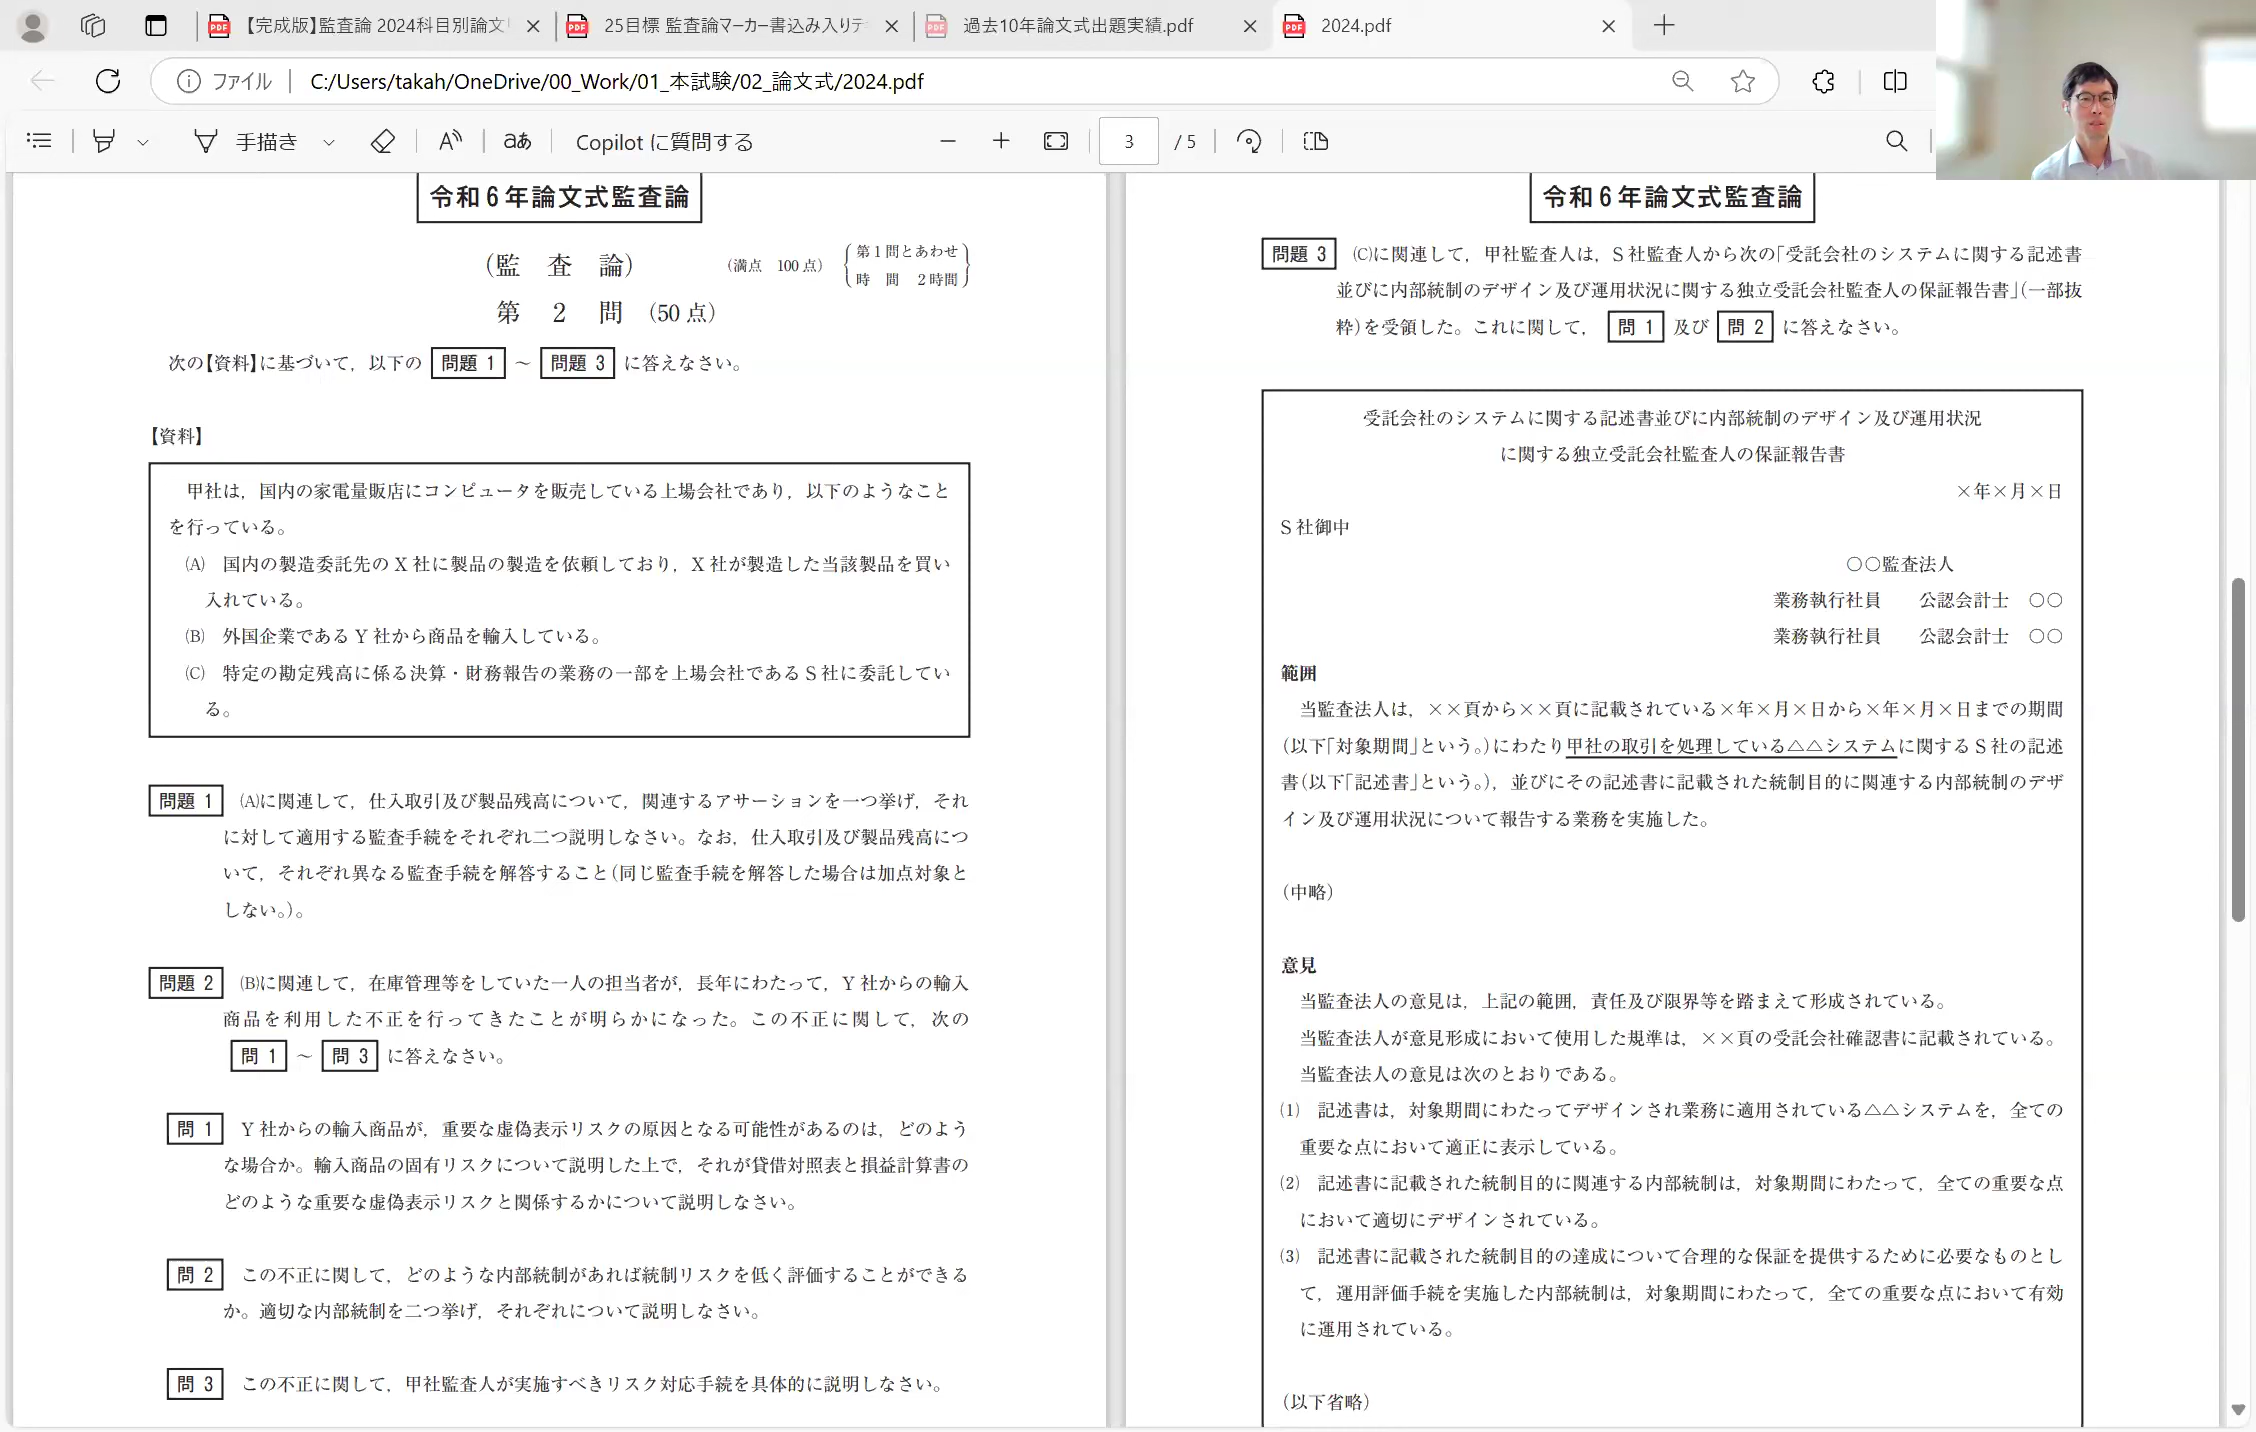 【完成版】監査論 2024科目別論文
25目標 監査論マーカー書込み入りテ
過去10年論文式出題実績.pdf
2024.pdf
ファイル
C:/Users/takah/OneDrive/00_Work/01_本試験/02_論文式/2024.pdf
手描き
aあ
Copilot に質問する
3
/ 5
令和6年論文式監査論
(監 査 論)
(満点 100点)
第1問とあわせ
時 間 2時間
第 2 問 (50点)
次の【資料】に基づいて,以下の 問題 1 ～ 問題 3 に答えなさい。
【資料】
甲社は,国内の家電量販店にコンピュータを販売している上場会社であり,以下のようなこと
を行っている。
(A) 国内の製造委託先のX社に製品の製造を依頼しており,X社が製造した当該製品を買い
入れている。
(B) 外国企業であるY社から商品を輸入している。
(C) 特定の勘定残高に係る決算・財務報告の業務の一部を上場会社であるS社に委託してい
る。
問題 1 (A)に関連して,仕入取引及び製品残高について,関連するアサーションを一つ挙げ,それ
に対して適用する監査手続をそれぞれ二つ説明しなさい。なお,仕入取引及び製品残高につ
いて,それぞれ異なる監査手続を解答すること(同じ監査手続を解答した場合は加点対象と
しない。)。
問題 2 (B)に関連して,在庫管理等をしていた一人の担当者が,長年にわたって,Y社からの輸入
商品を利用した不正を行ってきたことが明らかになった。この不正に関して,次の
問 1 ～ 問 3 に答えなさい。
問 1 Y社からの輸入商品が,重要な虚偽表示リスクの原因となる可能性があるのは,どのよう
な場合か。輸入商品の固有リスクについて説明した上で,それが貸借対照表と損益計算書の
どのような重要な虚偽表示リスクと関係するかについて説明しなさい。
問 2 この不正に関して,どのような内部統制があれば統制リスクを低く評価することができる
か。適切な内部統制を二つ挙げ,それぞれについて説明しなさい。
問 3 この不正に関して,甲社監査人が実施すべきリスク対応手続を具体的に説明しなさい。
令和6年論文式監査論
問題 3 (C)に関連して,甲社監査人は,S社監査人から次の「受託会社のシステムに関する記述書
並びに内部統制のデザイン及び運用状況に関する独立受託会社監査人の保証報告書」(一部抜
粋)を受領した。これに関して, 問 1 及び 問 2 に答えなさい。
受託会社のシステムに関する記述書並びに内部統制のデザイン及び運用状況
に関する独立受託会社監査人の保証報告書
×年×月×日
S社御中
○○監査法人
業務執行社員 公認会計士 ○○
業務執行社員 公認会計士 ○○
範囲
当監査法人は,××頁から××頁に記載されている×年×月×日から×年×月×日までの期間
(以下「対象期間」という。)にわたり甲社の取引を処理している△△システムに関するS社の記述
書(以下「記述書」という。),並びにその記述書に記載された統制目的に関連する内部統制のデザ
イン及び運用状況について報告する業務を実施した。
(中略)
意見
当監査法人の意見は,上記の範囲,責任及び限界等を踏まえて形成されている。
当監査法人が意見形成において使用した規準は,××頁の受託会社確認書に記載されている。
当監査法人の意見は次のとおりである。
(1) 記述書は,対象期間にわたってデザインされ業務に適用されている△△システムを,全ての
重要な点において適正に表示している。
(2) 記述書に記載された統制目的に関連する内部統制は,対象期間にわたって,全ての重要な点
において適切にデザインされている。
(3) 記述書に記載された統制目的の達成について合理的な保証を提供するために必要なものとし
て,運用評価手続を実施した内部統制は,対象期間にわたって,全ての重要な点において有効
に運用されている。
(以下省略)